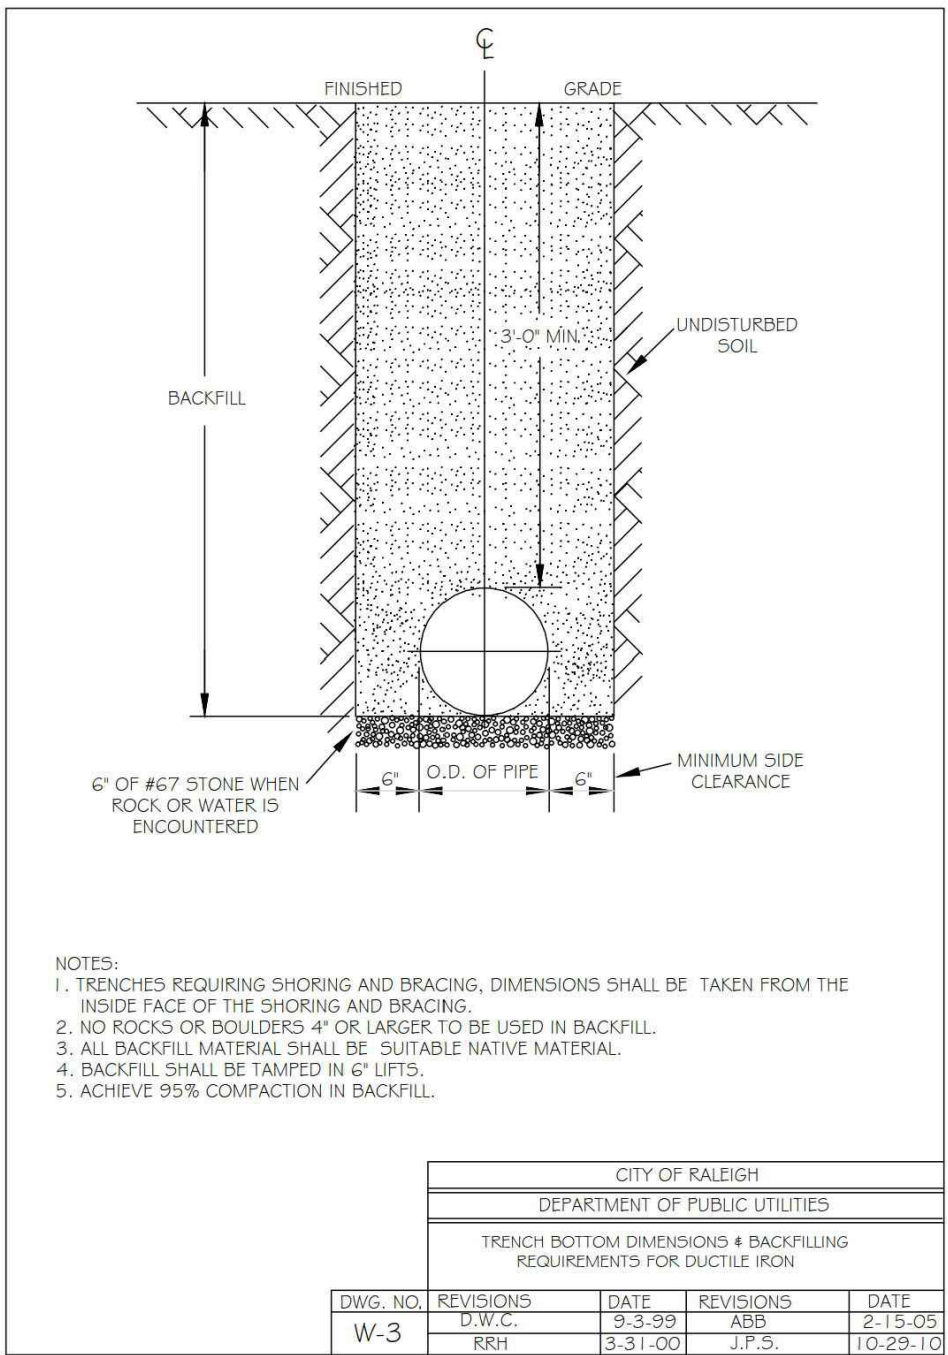 ℄
FINISHED GRADE
3'-0" MIN.
UNDISTURBED
SOIL
BACKFILL
6" OF #67 STONE WHEN
ROCK OR WATER IS
ENCOUNTERED
6" O.D. OF PIPE 6"
MINIMUM SIDE
CLEARANCE
NOTES:
1. TRENCHES REQUIRING SHORING AND BRACING, DIMENSIONS SHALL BE TAKEN FROM THE
INSIDE FACE OF THE SHORING AND BRACING.
2. NO ROCKS OR BOULDERS 4" OR LARGER TO BE USED IN BACKFILL.
3. ALL BACKFILL MATERIAL SHALL BE SUITABLE NATIVE MATERIAL.
4. BACKFILL SHALL BE TAMPED IN 6" LIFTS.
5. ACHIEVE 95% COMPACTION IN BACKFILL.
CITY OF RALEIGH
DEPARTMENT OF PUBLIC UTILITIES
TRENCH BOTTOM DIMENSIONS & BACKFILLING
REQUIREMENTS FOR DUCTILE IRON
DWG. NO. REVISIONS DATE REVISIONS DATE
W-3 D.W.C. 9-3-99 ABB 2-15-05
RRH 3-31-00 J.P.S. 10-29-10